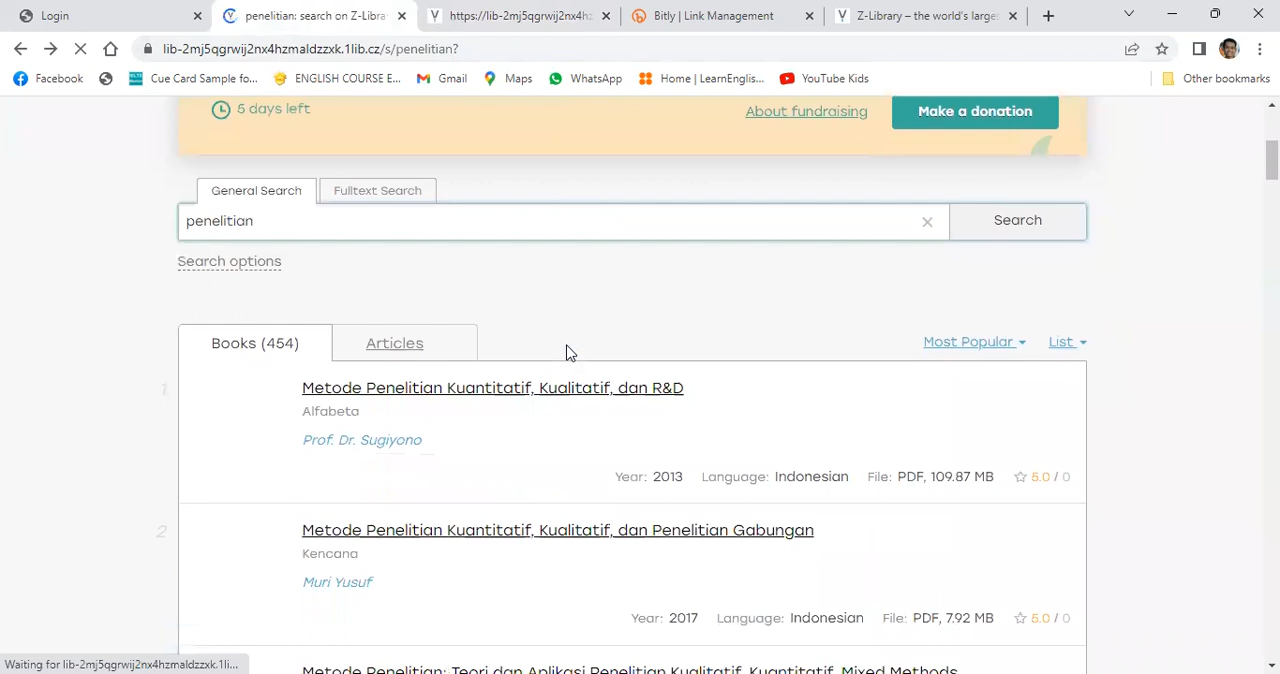 Login
penelitian: search on Z-Libra
https://lib-2mj5qgrwij2nx4hz
Bitly | Link Management
Z-Library – the world's larges
lib-2mj5qgrwij2nx4hzmaldzzxk.1lib.cz/s/penelitian?
Facebook
Cue Card Sample fo...
ENGLISH COURSE E...
Gmail
Maps
WhatsApp
Home | LearnEnglis...
YouTube Kids
Other bookmarks
5 days left
About fundraising
Make a donation
General Search
Fulltext Search
penelitian
Search
Search options
Books (454)
Articles
Most Popular
List
1
Metode Penelitian Kuantitatif, Kualitatif, dan R&D
Alfabeta
Prof. Dr. Sugiyono
Year: 2013 Language: Indonesian File: PDF, 109.87 MB 5.0 / 0
2
Metode Penelitian Kuantitatif, Kualitatif, dan Penelitian Gabungan
Kencana
Muri Yusuf
Year: 2017 Language: Indonesian File: PDF, 7.92 MB 5.0 / 0
Metode Penelitian: Teori dan Aplikasi Penelitian Kualitatif, Kuantitatif, Mixed Methods,
Waiting for lib-2mj5qgrwij2nx4hzmaldzzxk.1li...